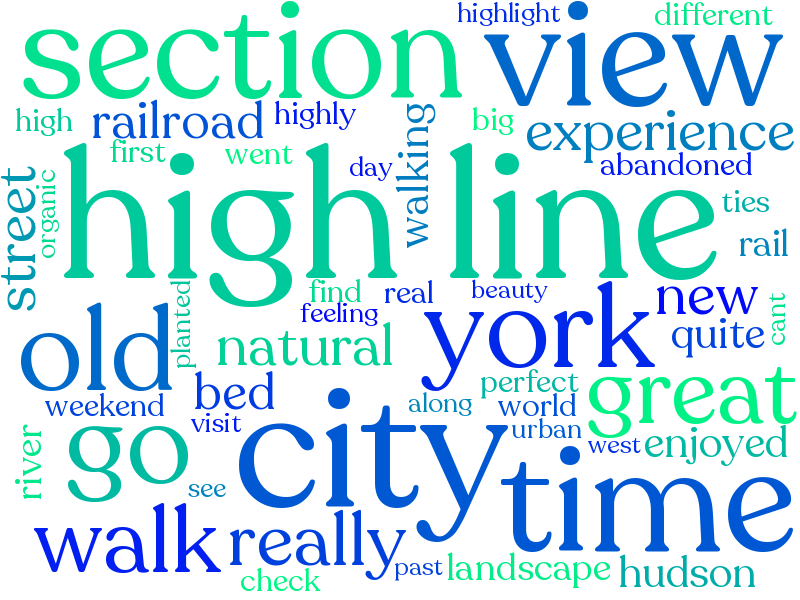 highlight
different
section
view
high
railroad
highly
big
experience
walking
first
went
day
abandoned
high line
street
organic
ties
rail
planted
find
real
beauty
feeling
new
cant
old
natural
york
quite
bed
perfect
great
weekend
visit
along
world
urban
river
go
see
city
west
enjoyed
time
walk
really
past
landscape
hudson
check